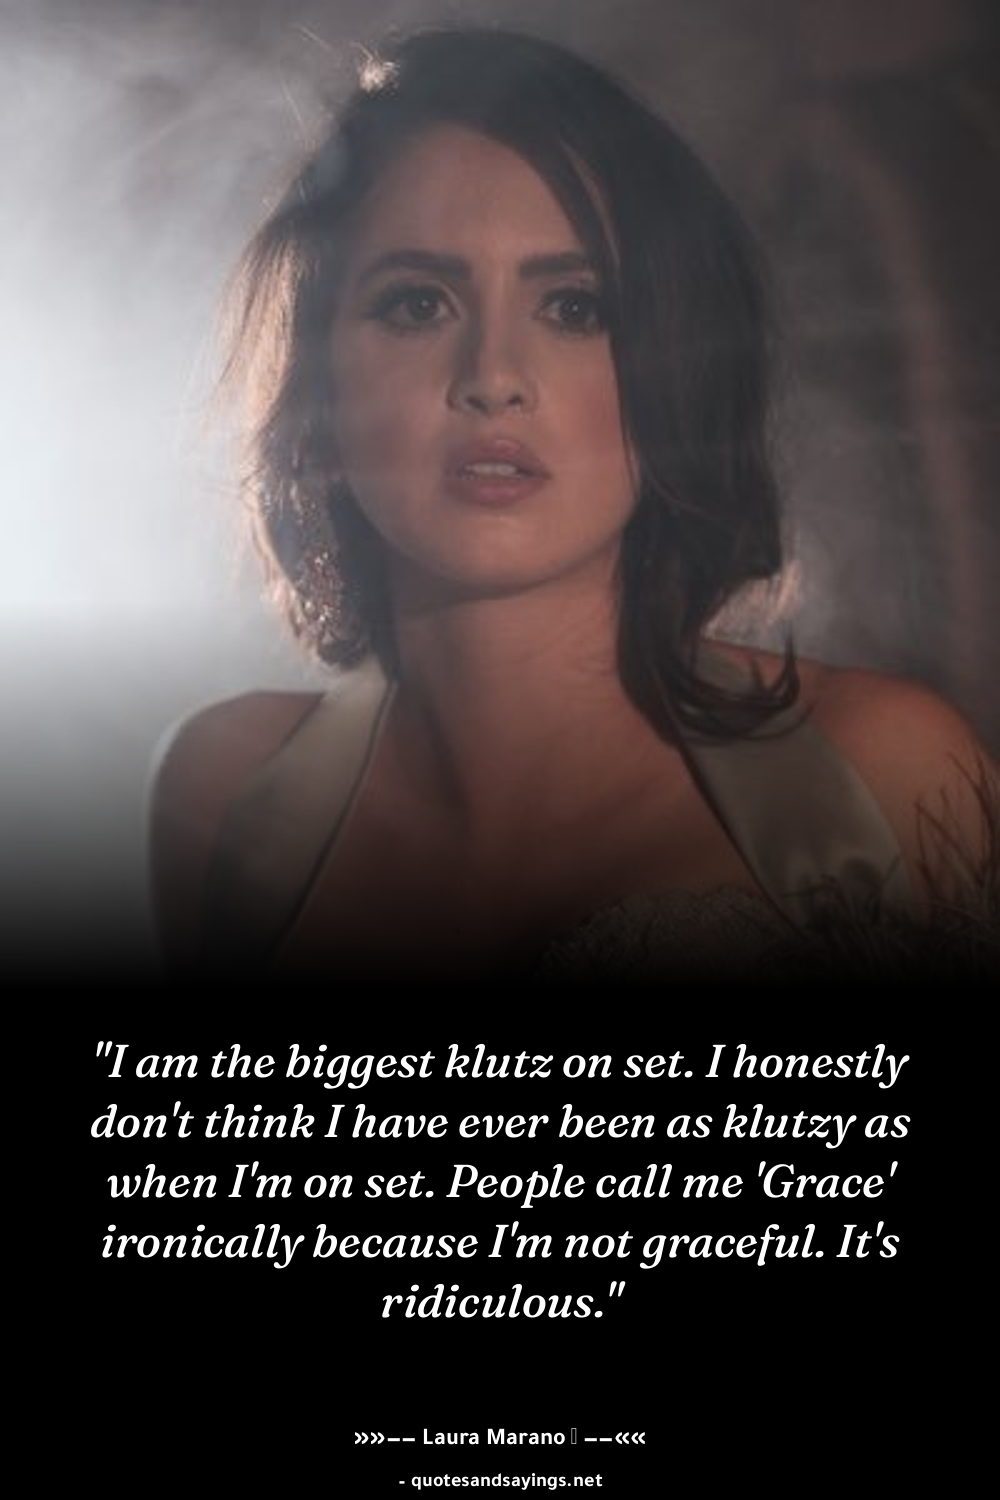 "I am the biggest klutz on set. I honestly
don't think I have ever been as klutzy as
when I'm on set. People call me 'Grace'
ironically because I'm not graceful. It's
ridiculous."
»»–– Laura Marano ––««
- quotesandsayings.net